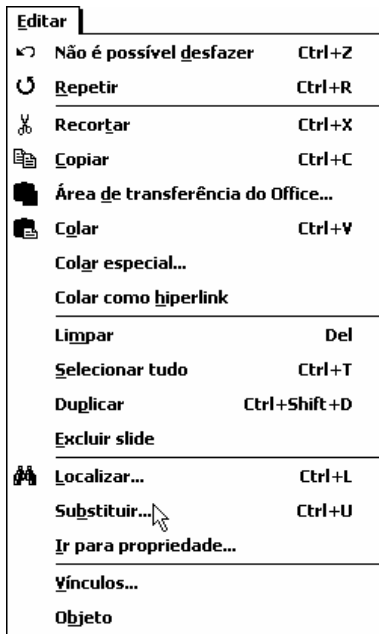 Editar
Não é possível desfazer Ctrl+Z
Repetir Ctrl+R
Recortar Ctrl+X
Copiar Ctrl+C
Área de transferência do Office...
Colar Ctrl+V
Colar especial...
Colar como hiperlink
Limpar Del
Selecionar tudo Ctrl+T
Duplicar Ctrl+Shift+D
Excluir slide
Localizar... Ctrl+L
Substituir... Ctrl+U
Ir para propriedade...
Vínculos...
Objeto